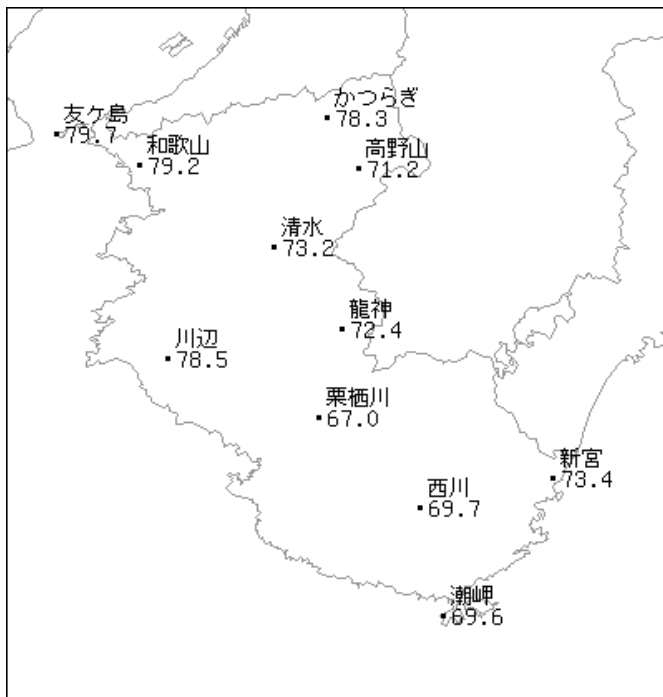 かつらぎ
78.3
友ケ島
79.7
和歌山
79.2
高野山
71.2
清水
73.2
龍神
72.4
川辺
78.5
栗栖川
67.0
新宮
73.4
西川
69.7
潮岬
69.6